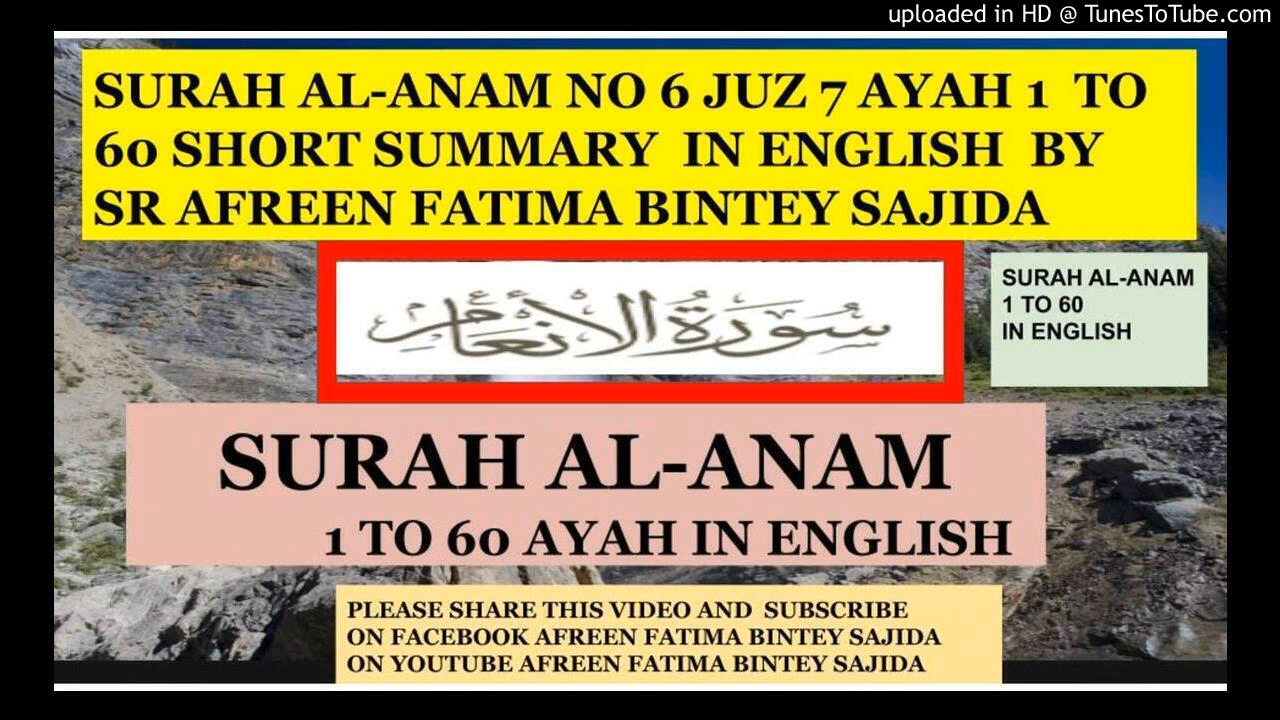 uploaded in HD @ TunesToTube.com
SURAH AL-ANAM NO 6 JUZ 7 AYAH 1 TO
60 SHORT SUMMARY IN ENGLISH BY
SR AFREEN FATIMA BINTEY SAJIDA
سُورَةُ الأَنْعَامِ
SURAH AL-ANAM
1 TO 60
IN ENGLISH
SURAH AL-ANAM
1 TO 60 AYAH IN ENGLISH
PLEASE SHARE THIS VIDEO AND SUBSCRIBE
ON FACEBOOK AFREEN FATIMA BINTEY SAJIDA
ON YOUTUBE AFREEN FATIMA BINTEY SAJIDA